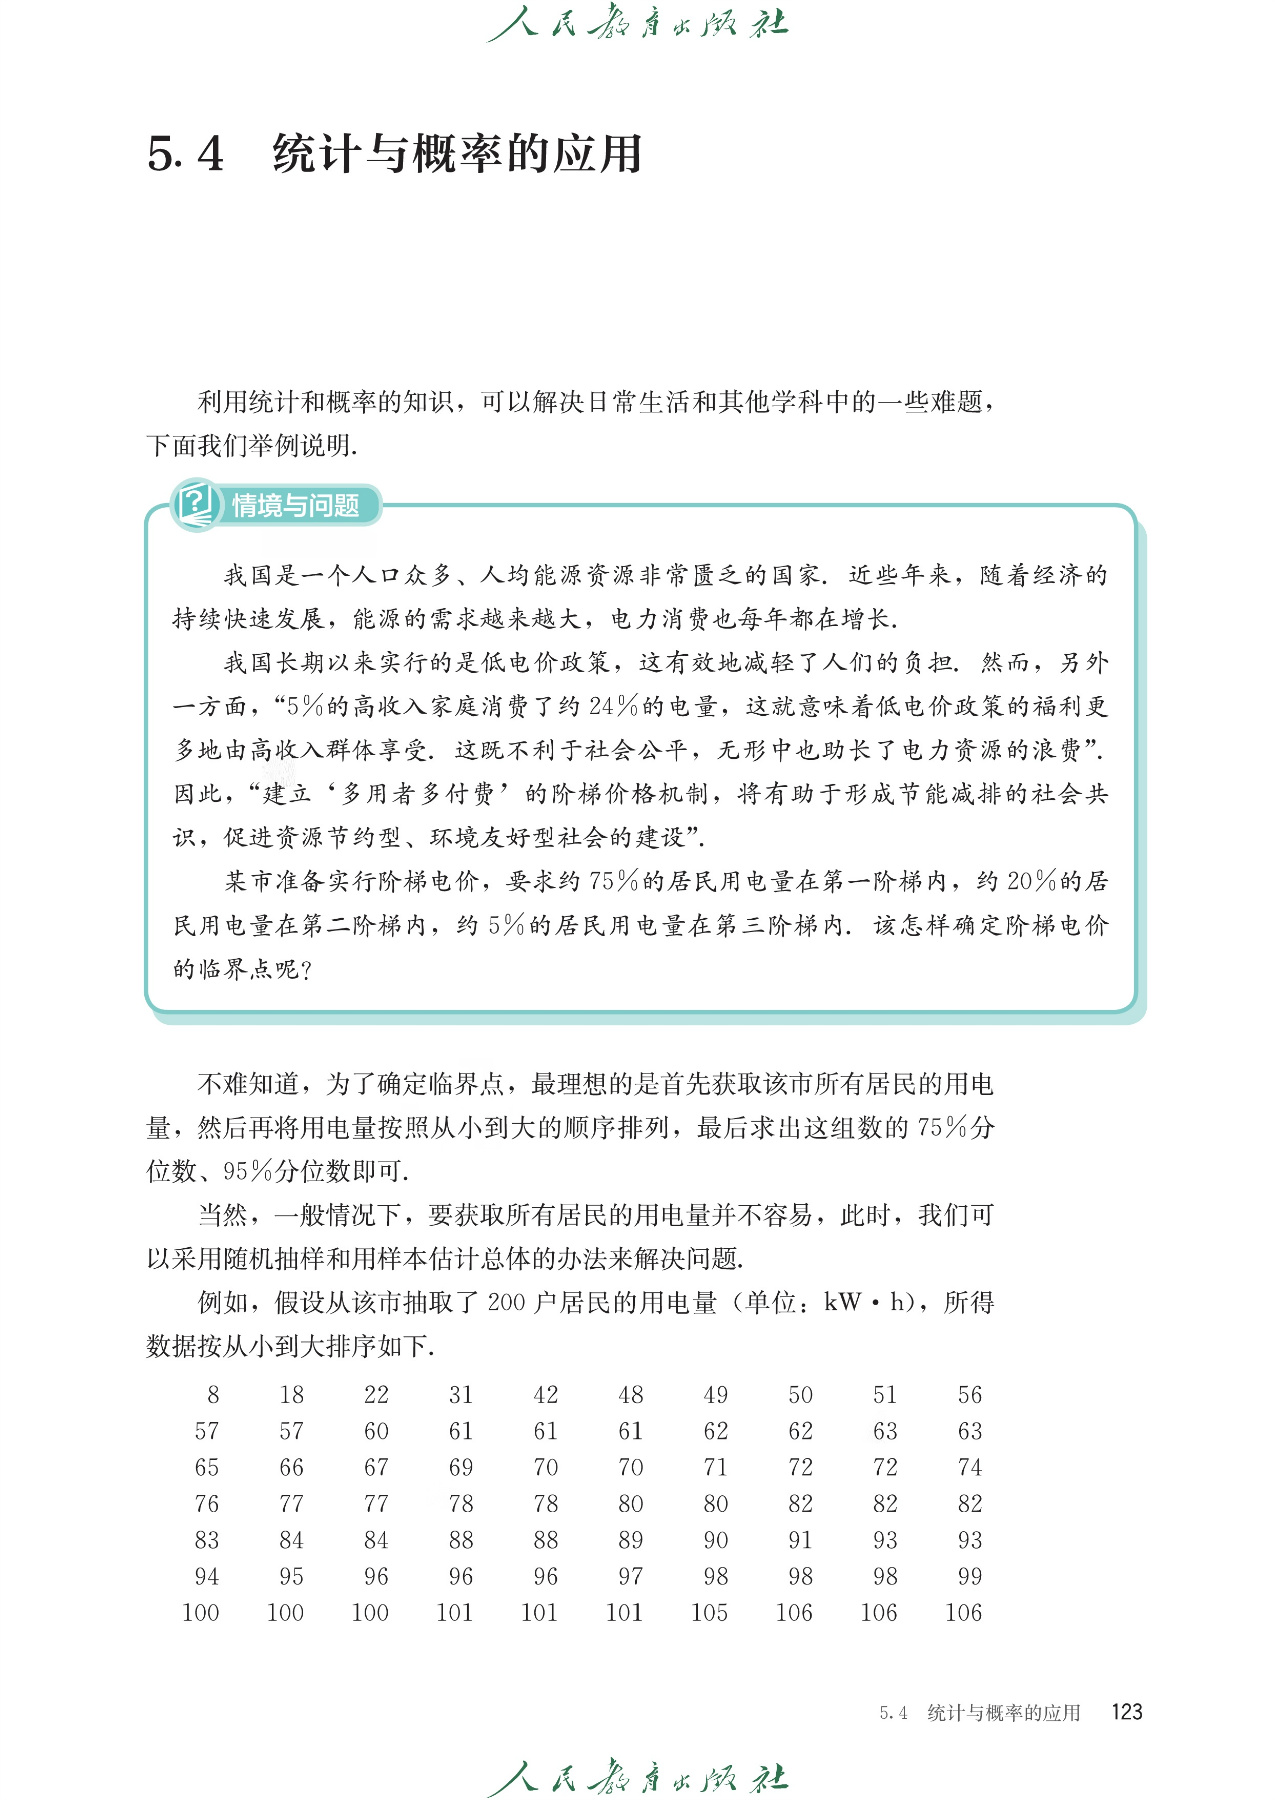 人民教育出版社
5.4 统计与概率的应用
利用统计和概率的知识，可以解决日常生活和其他学科中的一些难题，
下面我们举例说明.
?
情境与问题
我国是一个人口众多、人均能源资源非常匮乏的国家. 近些年来，随着经济的
持续快速发展，能源的需求越来越大，电力消费也每年都在增长.
我国长期以来实行的是低电价政策，这有效地减轻了人们的负担. 然而，另外
一方面，“5%的高收入家庭消费了约 24%的电量，这就意味着低电价政策的福利更
多地由高收入群体享受. 这既不利于社会公平，无形中也助长了电力资源的浪费”.
因此，“建立‘多用者多付费’的阶梯价格机制，将有助于形成节能减排的社会共
识，促进资源节约型、环境友好型社会的建设”.
某市准备实行阶梯电价，要求约 75%的居民用电量在第一阶梯内，约 20%的居
民用电量在第二阶梯内，约 5%的居民用电量在第三阶梯内. 该怎样确定阶梯电价
的临界点呢?
不难知道，为了确定临界点，最理想的是首先获取该市所有居民的用电
量，然后再将用电量按照从小到大的顺序排列，最后求出这组数的 75%分
位数、95%分位数即可.
当然，一般情况下，要获取所有居民的用电量并不容易，此时，我们可
以采用随机抽样和用样本估计总体的办法来解决问题.
例如，假设从该市抽取了 200 户居民的用电量（单位：kW·h），所得
数据按从小到大排序如下.
8 18 22 31 42 48 49 50 51 56
57 57 60 61 61 61 62 62 63 63
65 66 67 69 70 70 71 72 72 74
76 77 77 78 78 80 80 82 82 82
83 84 84 88 88 89 90 91 93 93
94 95 96 96 96 97 98 98 98 99
100 100 100 101 101 101 105 106 106 106
5.4 统计与概率的应用 123
人民教育出版社